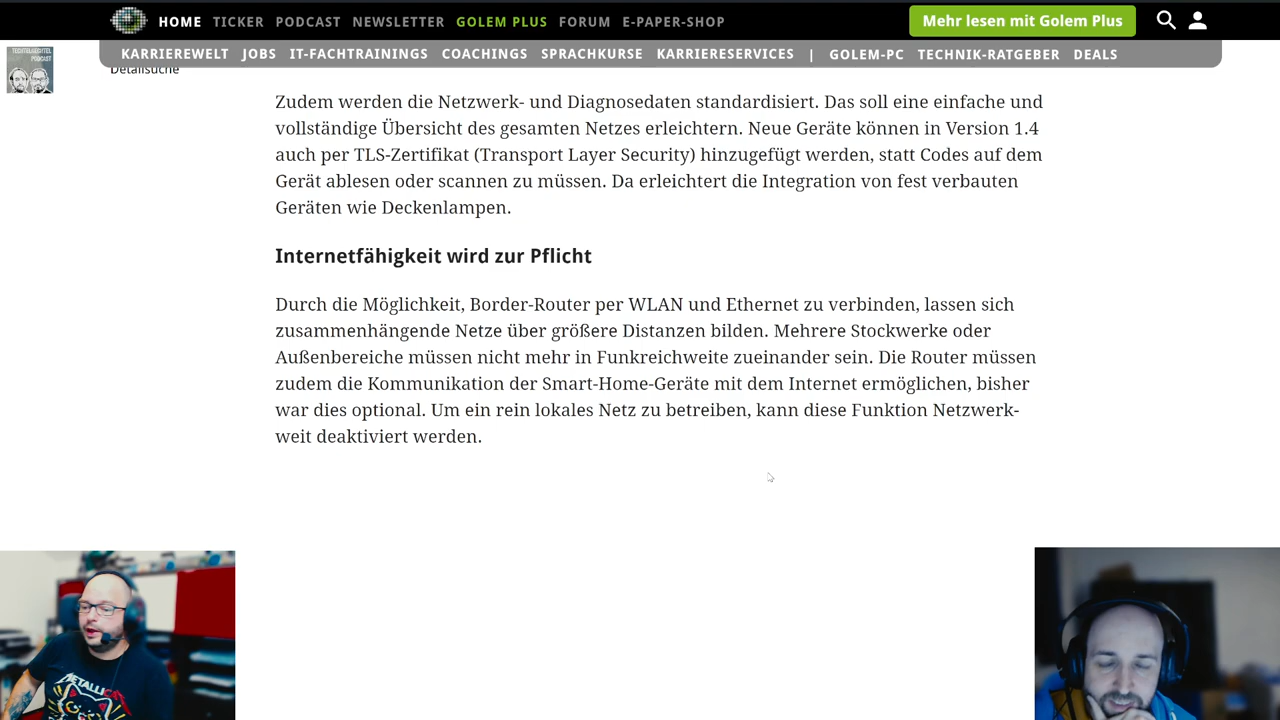 HOME TICKER PODCAST NEWSLETTER GOLEM PLUS FORUM E-PAPER-SHOP
Mehr lesen mit Golem Plus
KARRIEREWELT JOBS IT-FACHTRAININGS COACHINGS SPRACHKURSE KARRIERESERVICES | GOLEM-PC TECHNIK-RATGEBER DEALS
TECHTELMECHTEL
PODCAST
Detailsuche
Zudem werden die Netzwerk- und Diagnosedaten standardisiert. Das soll eine einfache und
vollständige Übersicht des gesamten Netzes erleichtern. Neue Geräte können in Version 1.4
auch per TLS-Zertifikat (Transport Layer Security) hinzugefügt werden, statt Codes auf dem
Gerät ablesen oder scannen zu müssen. Da erleichtert die Integration von fest verbauten
Geräten wie Deckenlampen.
Internetfähigkeit wird zur Pflicht
Durch die Möglichkeit, Border-Router per WLAN und Ethernet zu verbinden, lassen sich
zusammenhängende Netze über größere Distanzen bilden. Mehrere Stockwerke oder
Außenbereiche müssen nicht mehr in Funkreichweite zueinander sein. Die Router müssen
zudem die Kommunikation der Smart-Home-Geräte mit dem Internet ermöglichen, bisher
war dies optional. Um ein rein lokales Netz zu betreiben, kann diese Funktion Netzwerk-
weit deaktiviert werden.
METALLICA